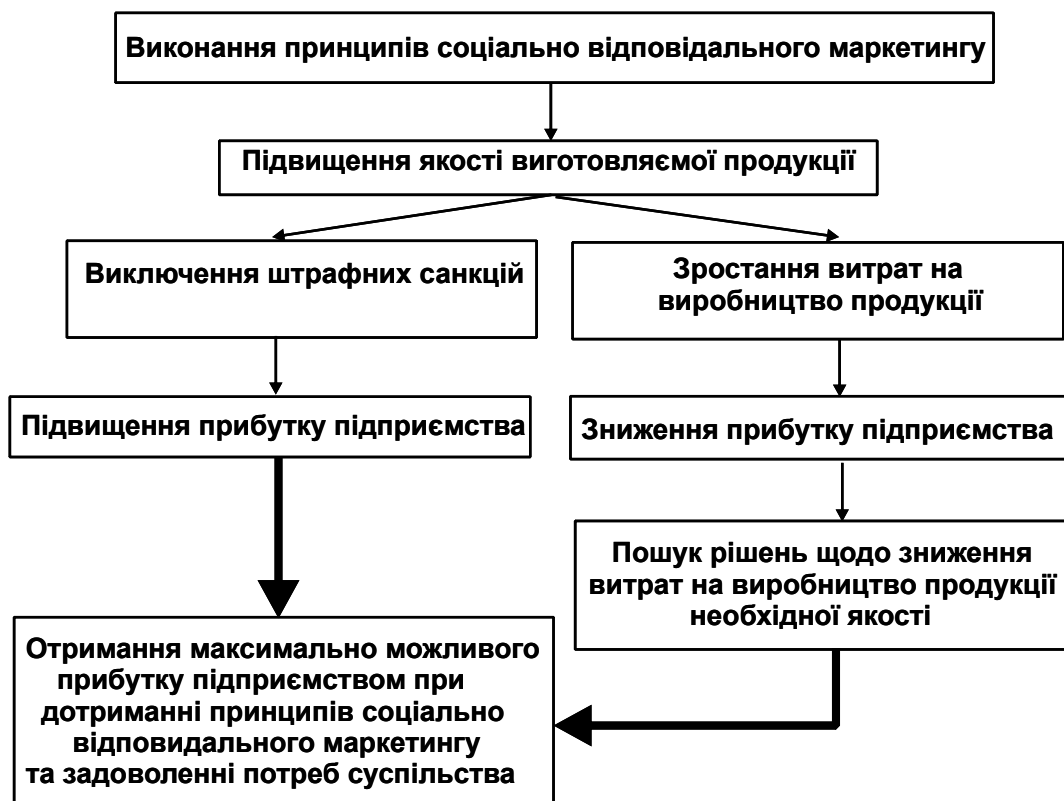 Виконання принципів соціально відповідального маркетингу
Підвищення якості виготовляємої продукції
Виключення штрафних санкцій
Зростання витрат на
виробництво продукції
Підвищення прибутку підприємства
Зниження прибутку підприємства
Пошук рішень щодо зниження
витрат на виробництво продукції
необхідної якості
Отримання максимально можливого
прибутку підприємством при
дотриманні принципів соціально
відповидального маркетингу
та задоволенні потреб суспільства